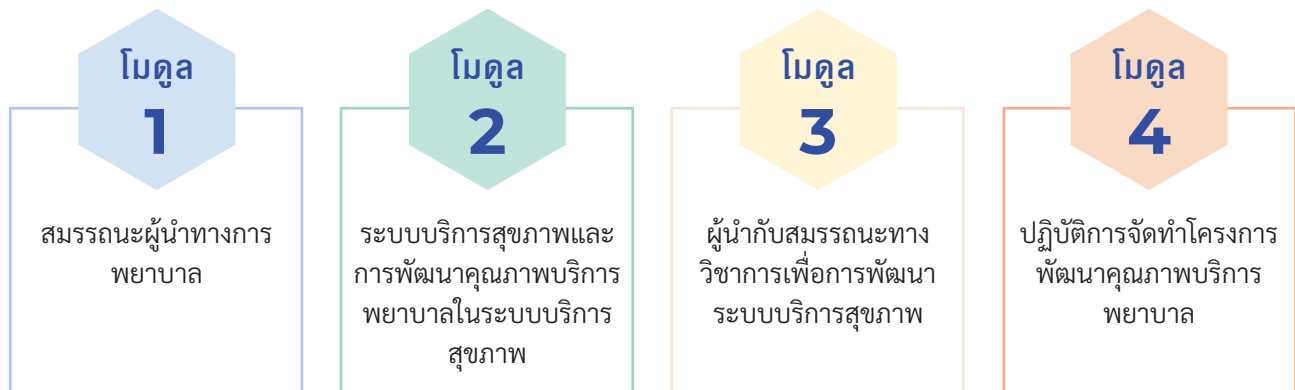 โมดูล
1
สมรรถนะผู้นำทางการ
พยาบาล
โมดูล
2
ระบบบริการสุขภาพและ
การพัฒนาคุณภาพบริการ
พยาบาลในระบบบริการ
สุขภาพ
โมดูล
3
ผู้นำกับสมรรถนะทาง
วิชาการเพื่อการพัฒนา
ระบบบริการสุขภาพ
โมดูล
4
ปฏิบัติการจัดทำโครงการ
พัฒนาคุณภาพบริการ
พยาบาล